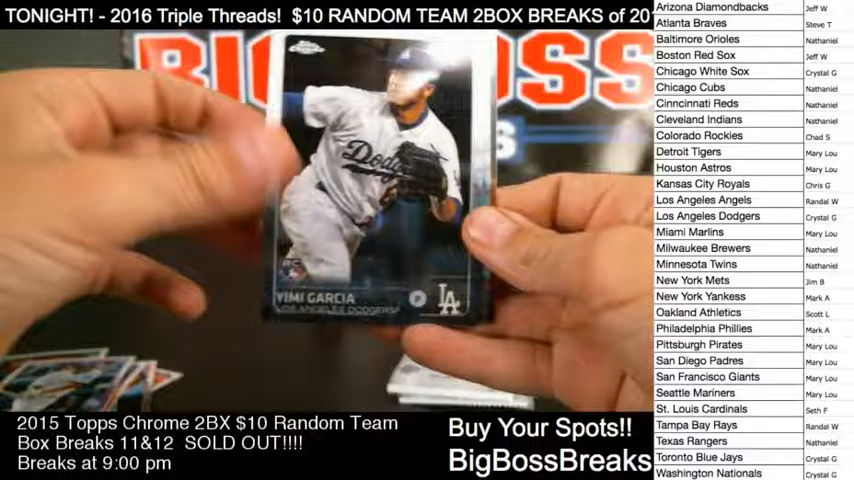 TONIGHT! - 2016 Triple Threads! $10 RANDOM TEAM 2BOX BREAKS of 20
BIG BOSS
Chrome
Dodgers
RC
YIMI GARCIA
LOS ANGELES DODGERS
P
LA
2015 Topps Chrome 2BX $10 Random Team
Box Breaks 11&12 SOLD OUT!!!!
Breaks at 9:00 pm
Buy Your Spots!!
BigBossBreaks
Arizona Diamondbacks Jeff W
Atlanta Braves Steve T
Baltimore Orioles Nathaniel
Boston Red Sox Jeff W
Chicago White Sox Crystal G
Chicago Cubs Nathaniel
Cinncinnati Reds Nathaniel
Cleveland Indians Nathaniel
Colorado Rockies Chad S
Detroit Tigers Mary Lou
Houston Astros Mary Lou
Kansas City Royals Chris G
Los Angeles Angels Randal W
Los Angeles Dodgers Crystal G
Miami Marlins Mary Lou
Milwaukee Brewers Nathaniel
Minnesota Twins Nathaniel
New York Mets Jim B
New York Yankess Mark A
Oakland Athletics Scott L
Philadelphia Phillies Mark A
Pittsburgh Pirates Mary Lou
San Diego Padres Mary Lou
San Francisco Giants Mary Lou
Seattle Mariners Mary Lou
St. Louis Cardinals Seth F
Tampa Bay Rays Randal W
Texas Rangers Nathaniel
Toronto Blue Jays Crystal G
Washington Nationals Crystal G